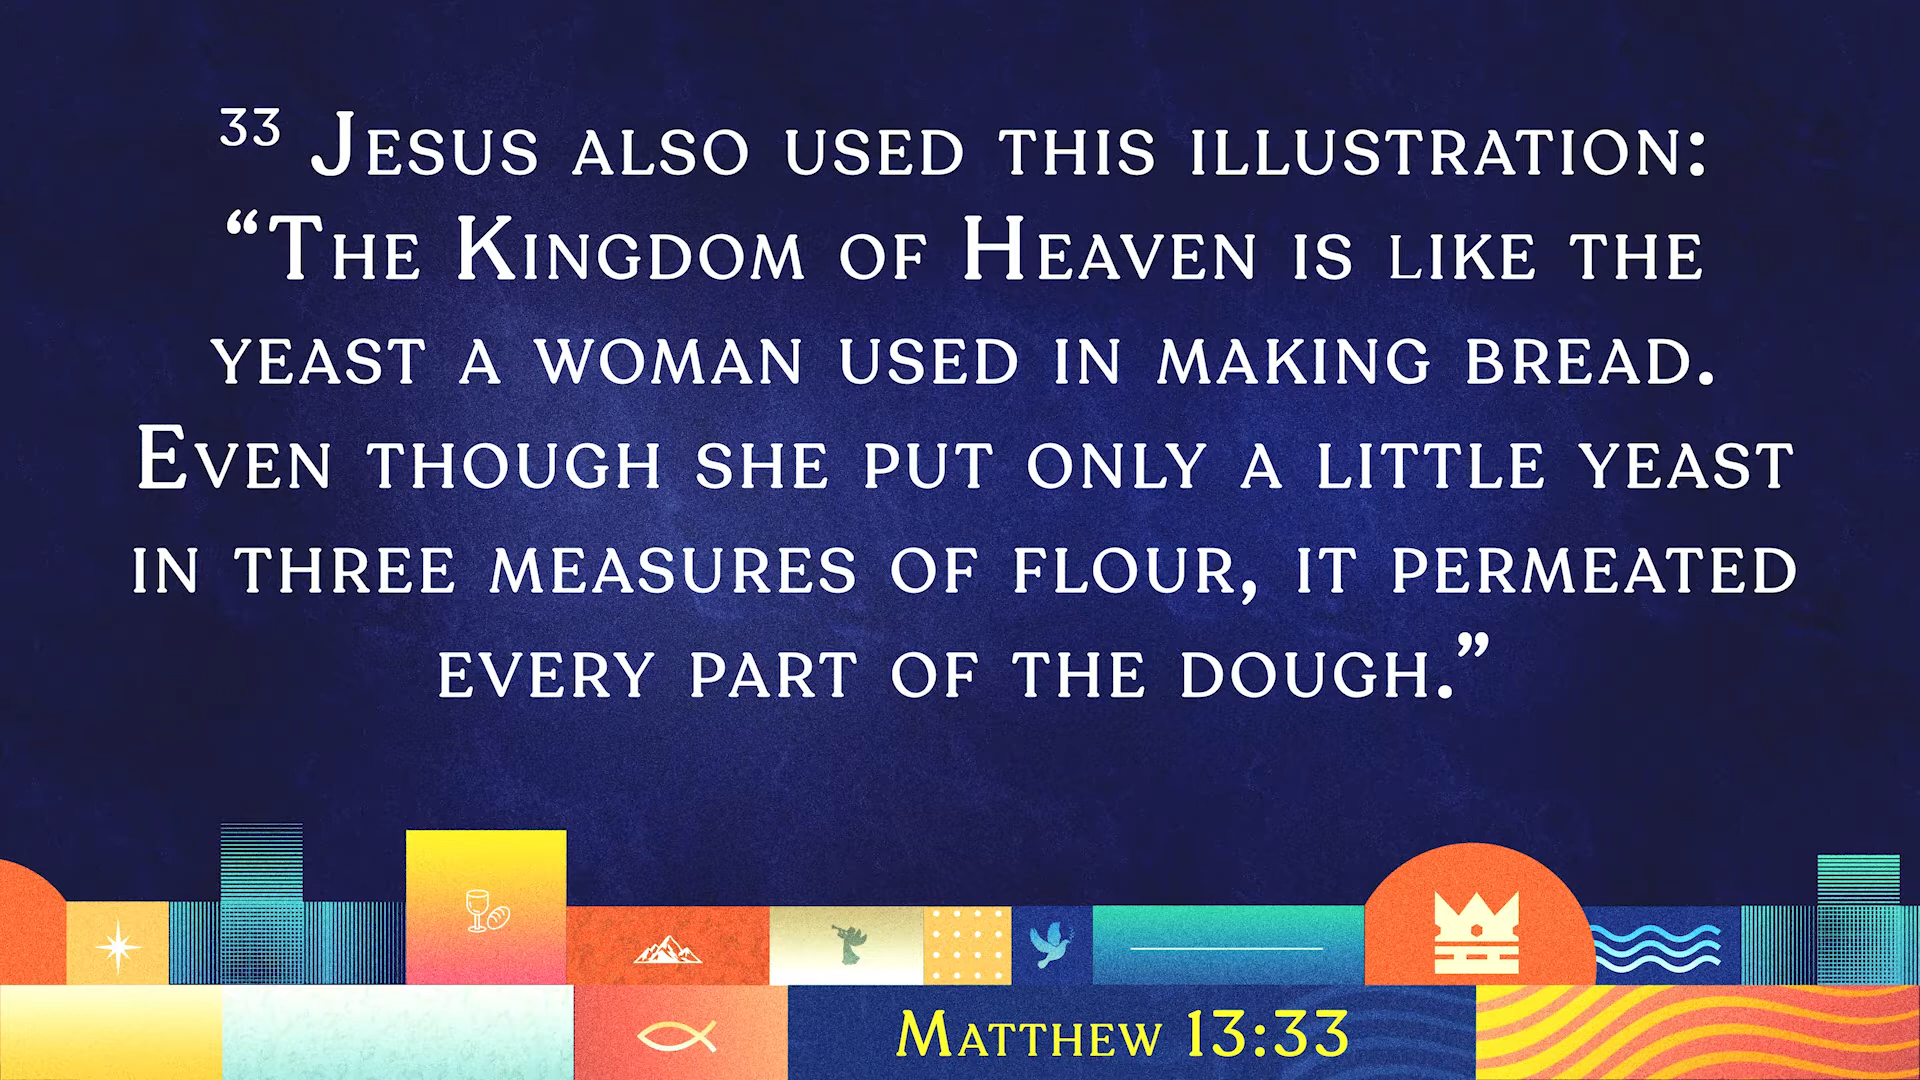 33 Jesus also used this illustration:
“The Kingdom of Heaven is like the
yeast a woman used in making bread.
Even though she put only a little yeast
in three measures of flour, it permeated
every part of the dough.”
Matthew 13:33